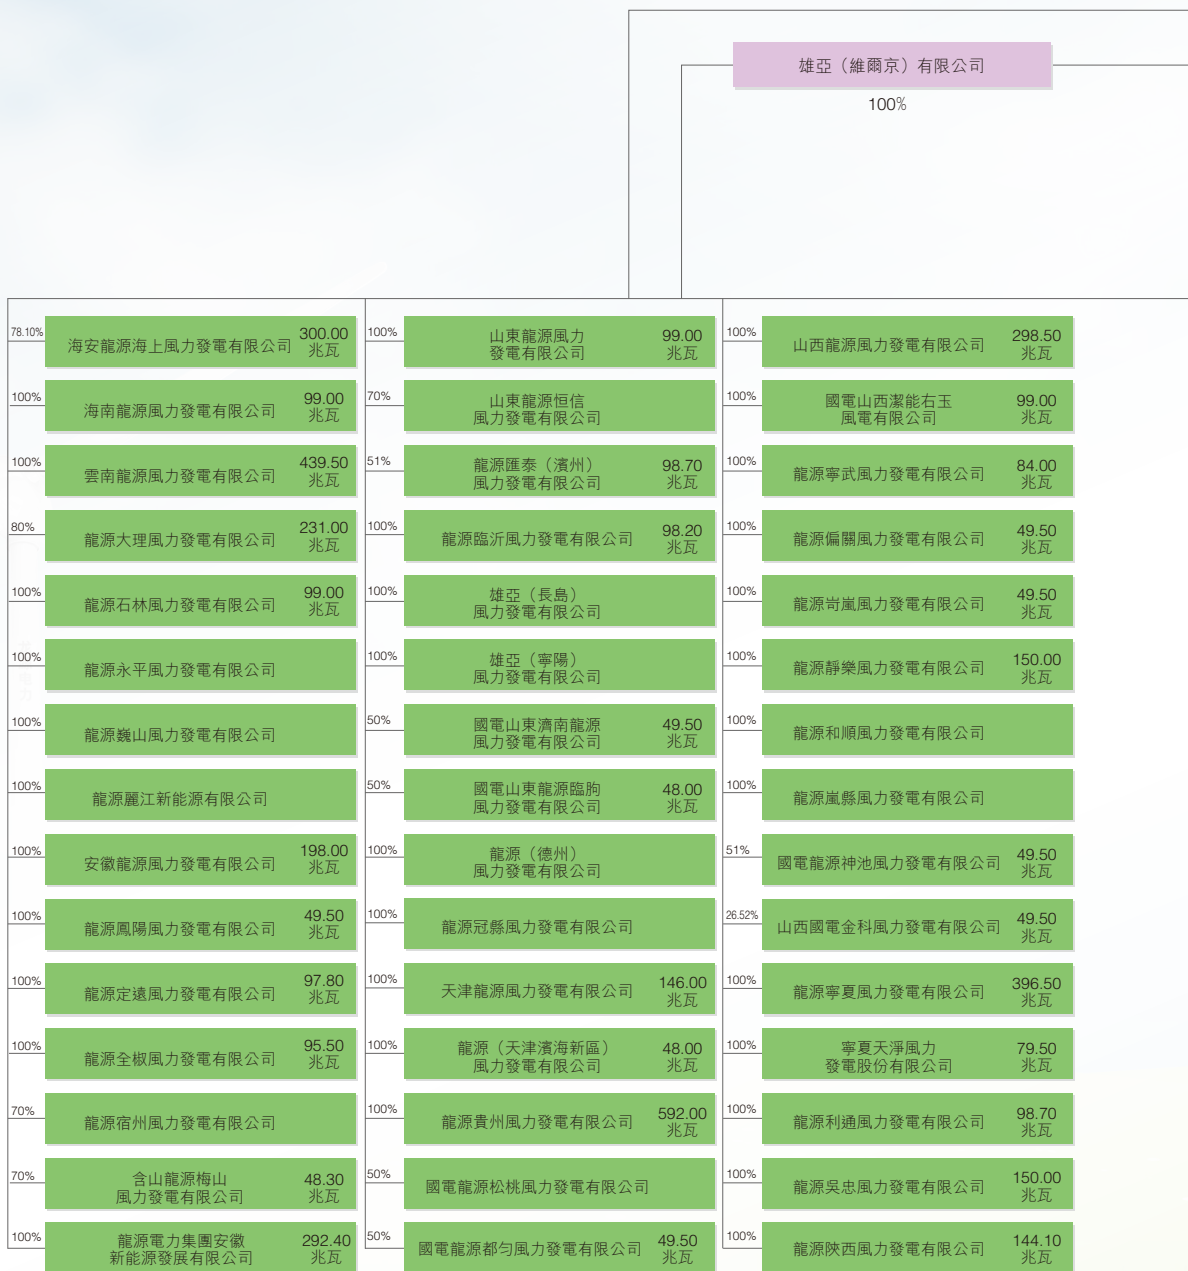 雄亞（維爾京）有限公司
100%
78.10%
海安龍源海上風力發電有限公司
300.00
兆瓦
100%
海南龍源風力發電有限公司
99.00
兆瓦
100%
雲南龍源風力發電有限公司
439.50
兆瓦
80%
龍源大理風力發電有限公司
231.00
兆瓦
100%
龍源石林風力發電有限公司
99.00
兆瓦
100%
龍源永平風力發電有限公司
100%
龍源巍山風力發電有限公司
100%
龍源麗江新能源有限公司
100%
安徽龍源風力發電有限公司
198.00
兆瓦
100%
龍源鳳陽風力發電有限公司
49.50
兆瓦
100%
龍源定遠風力發電有限公司
97.80
兆瓦
100%
龍源全椒風力發電有限公司
95.50
兆瓦
70%
龍源宿州風力發電有限公司
70%
含山龍源梅山
風力發電有限公司
48.30
兆瓦
100%
龍源電力集團安徽
新能源發展有限公司
292.40
兆瓦
100%
山東龍源風力
發電有限公司
99.00
兆瓦
70%
山東龍源恒信
風力發電有限公司
51%
龍源匯泰（濱州）
風力發電有限公司
98.70
兆瓦
100%
龍源臨沂風力發電有限公司
98.20
兆瓦
100%
雄亞（長島）
風力發電有限公司
100%
雄亞（寧陽）
風力發電有限公司
50%
國電山東濟南龍源
風力發電有限公司
49.50
兆瓦
50%
國電山東龍源臨朐
風力發電有限公司
48.00
兆瓦
100%
龍源（德州）
風力發電有限公司
100%
龍源冠縣風力發電有限公司
100%
天津龍源風力發電有限公司
146.00
兆瓦
100%
龍源（天津濱海新區）
風力發電有限公司
48.00
兆瓦
100%
龍源貴州風力發電有限公司
592.00
兆瓦
50%
國電龍源松桃風力發電有限公司
50%
國電龍源都勻風力發電有限公司
49.50
兆瓦
100%
山西龍源風力發電有限公司
298.50
兆瓦
100%
國電山西潔能右玉
風電有限公司
99.00
兆瓦
100%
龍源寧武風力發電有限公司
84.00
兆瓦
100%
龍源偏關風力發電有限公司
49.50
兆瓦
100%
龍源岢嵐風力發電有限公司
49.50
兆瓦
100%
龍源靜樂風力發電有限公司
150.00
兆瓦
100%
龍源和順風力發電有限公司
100%
龍源嵐縣風力發電有限公司
51%
國電龍源神池風力發電有限公司
49.50
兆瓦
26.52%
山西國電金科風力發電有限公司
49.50
兆瓦
100%
龍源寧夏風力發電有限公司
396.50
兆瓦
100%
寧夏天淨風力
發電股份有限公司
79.50
兆瓦
100%
龍源利通風力發電有限公司
98.70
兆瓦
100%
龍源吳忠風力發電有限公司
150.00
兆瓦
100%
龍源陝西風力發電有限公司
144.10
兆瓦